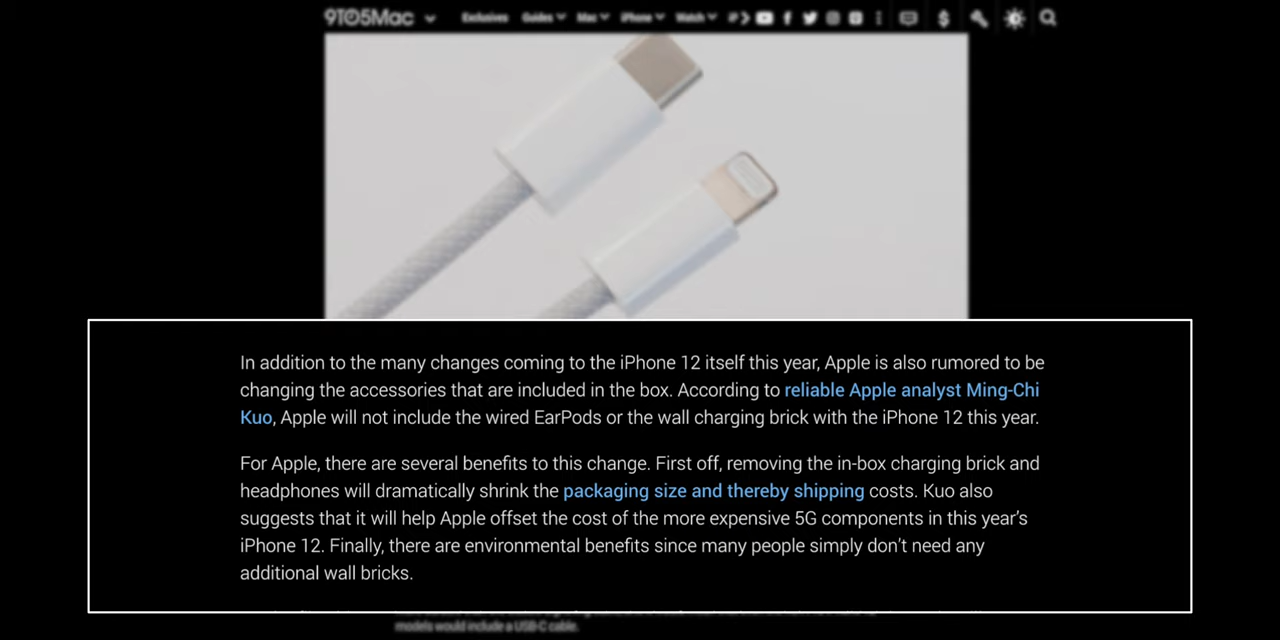 9TO5Mac Exclusives Guides Mac iPhone Watch
In addition to the many changes coming to the iPhone 12 itself this year, Apple is also rumored to be
changing the accessories that are included in the box. According to reliable Apple analyst Ming-Chi
Kuo, Apple will not include the wired EarPods or the wall charging brick with the iPhone 12 this year.
For Apple, there are several benefits to this change. First off, removing the in-box charging brick and
headphones will dramatically shrink the packaging size and thereby shipping costs. Kuo also
suggests that it will help Apple offset the cost of the more expensive 5G components in this year’s
iPhone 12. Finally, there are environmental benefits since many people simply don’t need any
additional wall bricks.
models would include a USB-C cable.